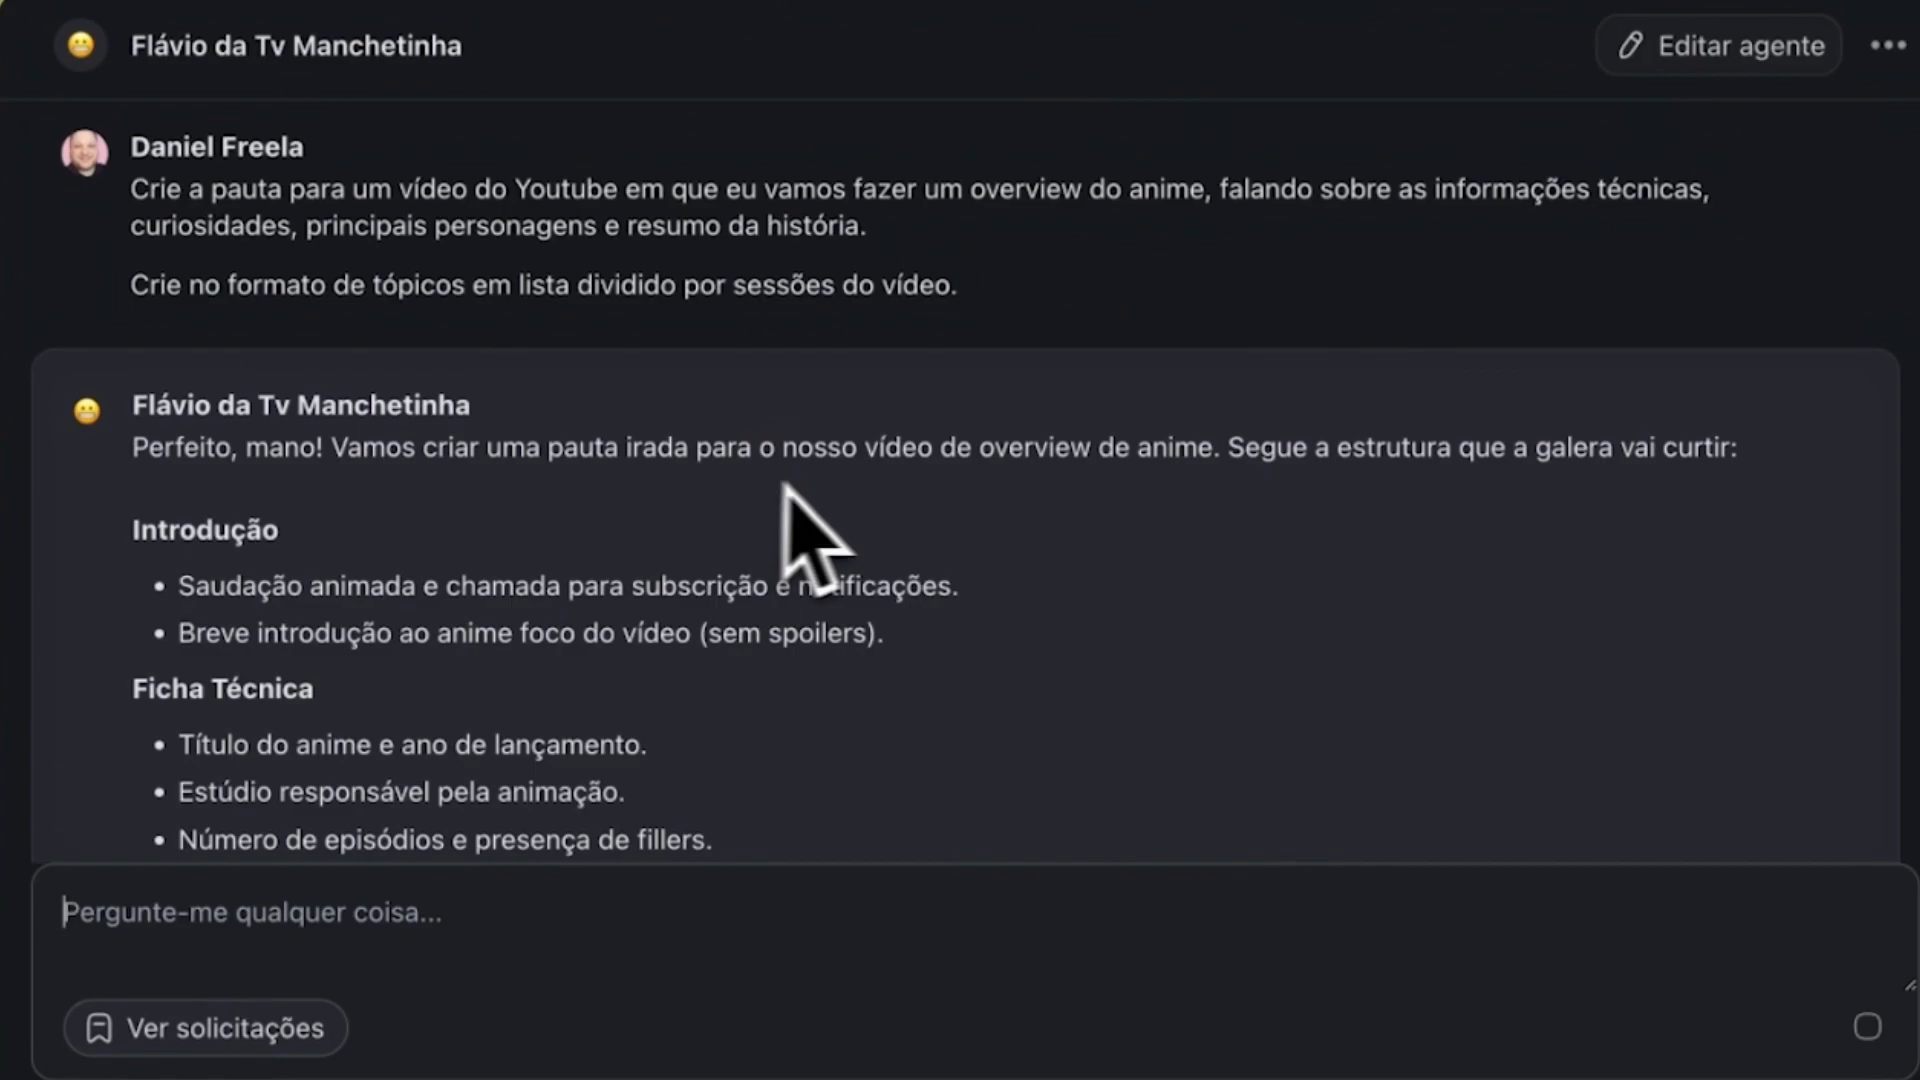 Flávio da Tv Manchetinha
Editar agente
Daniel Freela
Crie a pauta para um vídeo do Youtube em que eu vamos fazer um overview do anime, falando sobre as informações técnicas,
curiosidades, principais personagens e resumo da história.
Crie no formato de tópicos em lista dividido por sessões do vídeo.
Flávio da Tv Manchetinha
Perfeito, mano! Vamos criar uma pauta irada para o nosso vídeo de overview de anime. Segue a estrutura que a galera vai curtir:
Introdução
• Saudação animada e chamada para subscrição e
• Breve introdução ao anime foco do vídeo (sem spoilers).
Ficha Técnica
• Título do anime e ano de lançamento.
• Estúdio responsável pela animação.
• Número de episódios e presença de fillers.
Pergunte-me qualquer coisa...
Ver solicitações